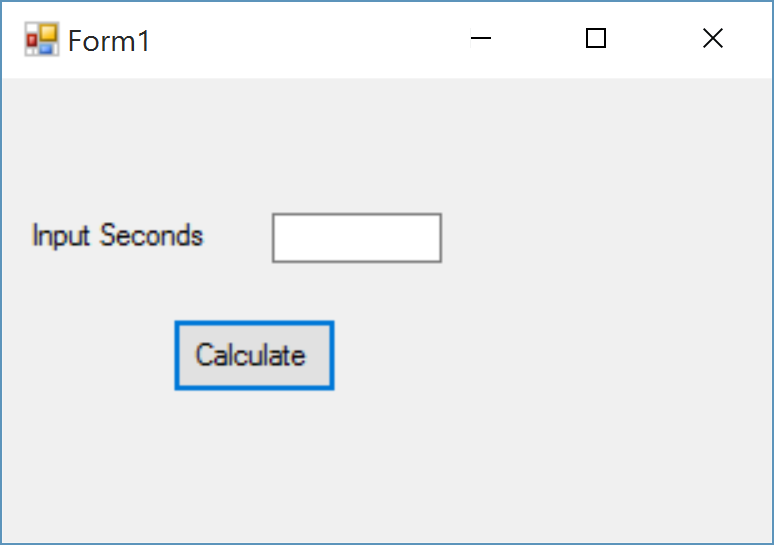 Form1
Input Seconds
Calculate